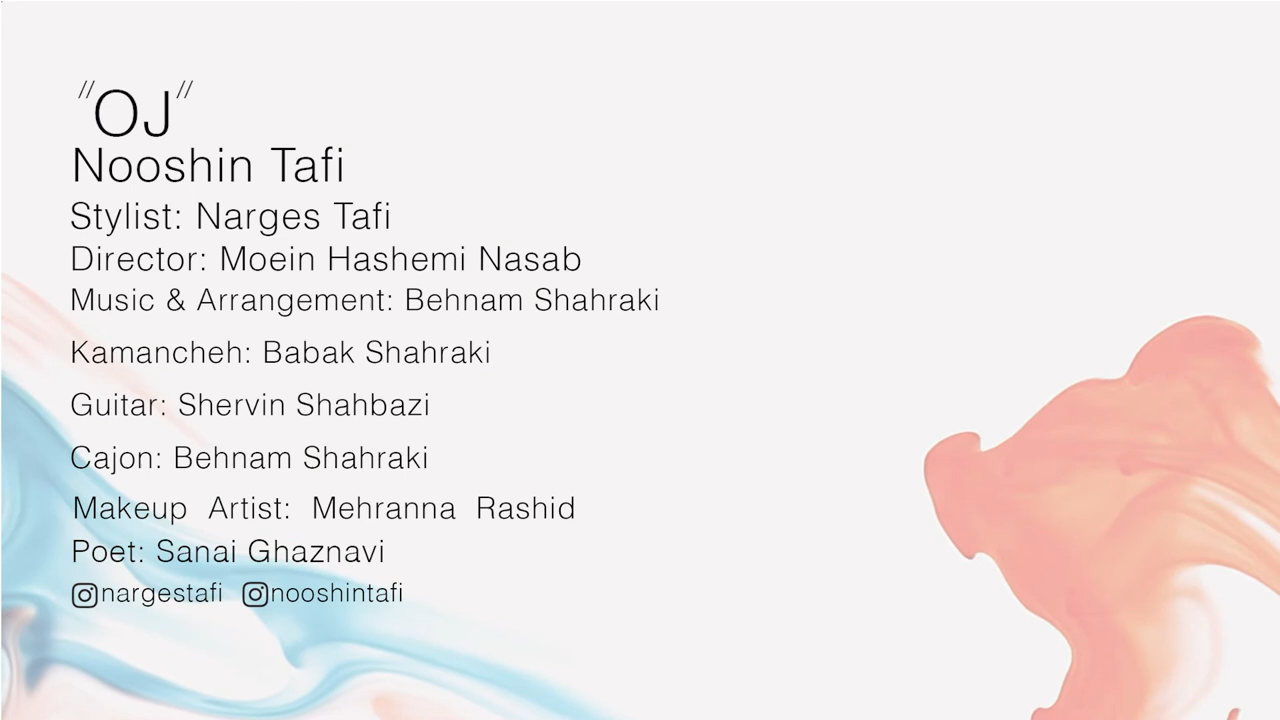 "OJ"
Nooshin Tafi
Stylist: Narges Tafi
Director: Moein Hashemi Nasab
Music & Arrangement: Behnam Shahraki
Kamancheh: Babak Shahraki
Guitar: Shervin Shahbazi
Cajon: Behnam Shahraki
Makeup Artist: Mehranna Rashid
Poet: Sanai Ghaznavi
nargestafi nooshintafi